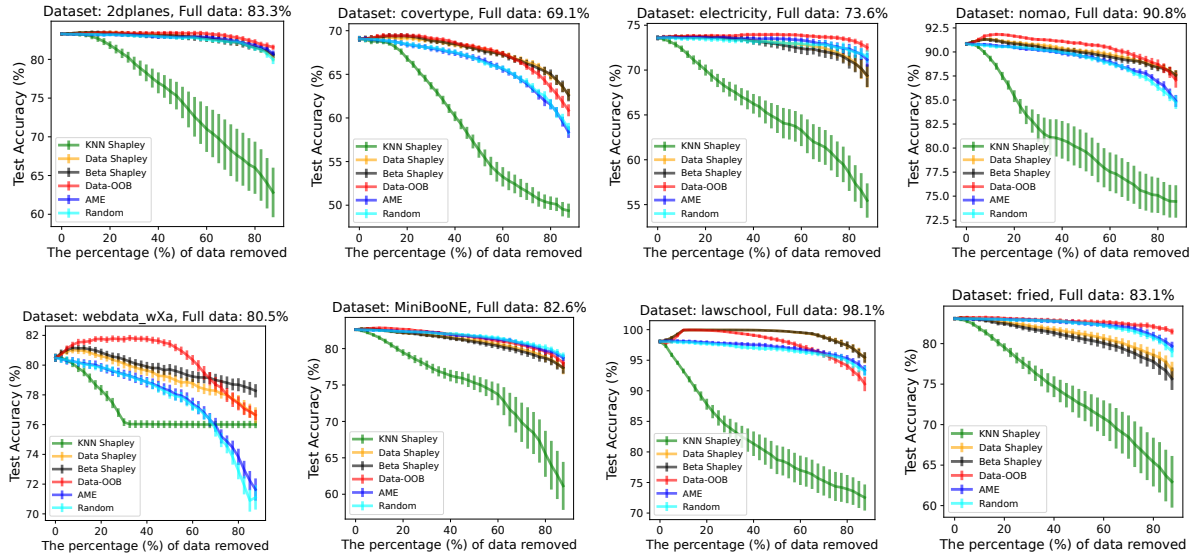 Dataset: 2dplanes, Full data: 83.3%
Test Accuracy (%)
80
75
70
65
60
KNN Shapley
Data Shapley
Beta Shapley
Data-OOB
AME
Random
0 20 40 60 80
The percentage (%) of data removed
Dataset: covertype, Full data: 69.1%
Test Accuracy (%)
70
65
60
55
50
KNN Shapley
Data Shapley
Beta Shapley
Data-OOB
AME
Random
0 20 40 60 80
The percentage (%) of data removed
Dataset: electricity, Full data: 73.6%
Test Accuracy (%)
75
70
65
60
55
KNN Shapley
Data Shapley
Beta Shapley
Data-OOB
AME
Random
0 20 40 60 80
The percentage (%) of data removed
Dataset: nomao, Full data: 90.8%
Test Accuracy (%)
92.5
90.0
87.5
85.0
82.5
80.0
77.5
75.0
72.5
KNN Shapley
Data Shapley
Beta Shapley
Data-OOB
AME
Random
0 20 40 60 80
The percentage (%) of data removed
Dataset: webdata_wXa, Full data: 80.5%
Test Accuracy (%)
82
80
78
76
74
72
70
KNN Shapley
Data Shapley
Beta Shapley
Data-OOB
AME
Random
0 20 40 60 80
The percentage (%) of data removed
Dataset: MiniBooNE, Full data: 82.6%
Test Accuracy (%)
80
75
70
65
60
KNN Shapley
Data Shapley
Beta Shapley
Data-OOB
AME
Random
0 20 40 60 80
The percentage (%) of data removed
Dataset: lawschool, Full data: 98.1%
Test Accuracy (%)
100
95
90
85
80
75
70
KNN Shapley
Data Shapley
Beta Shapley
Data-OOB
AME
Random
0 20 40 60 80
The percentage (%) of data removed
Dataset: fried, Full data: 83.1%
Test Accuracy (%)
80
75
70
65
60
KNN Shapley
Data Shapley
Beta Shapley
Data-OOB
AME
Random
0 20 40 60 80
The percentage (%) of data removed